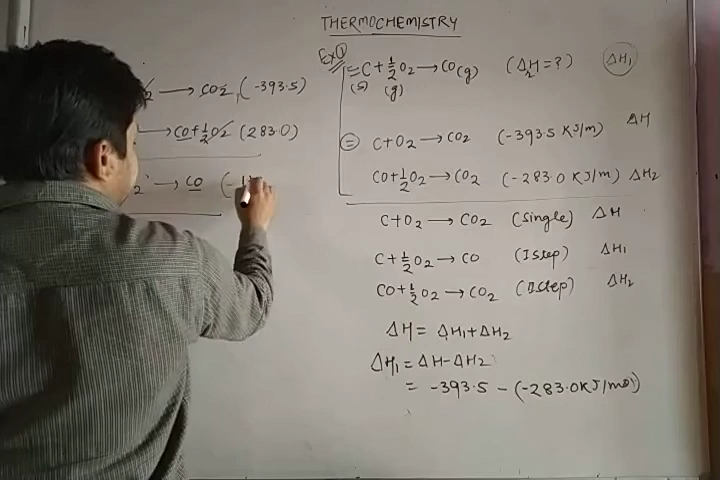 THERMOCHEMISTRY
Ex①
= C + 1/2 O2 → CO(g) (ΔH = ?) ΔH1
(s) (g)
= C + O2 → CO2 (-393.5 KJ/m) ΔH
CO + 1/2 O2 → CO2 (-283.0 KJ/m) ΔH2
C + O2 → CO2 (Single) ΔH
C + 1/2 O2 → CO (I step) ΔH1
CO + 1/2 O2 → CO2 (II step) ΔH2
ΔH = ΔH1 + ΔH2
ΔH1 = ΔH - ΔH2
= -393.5 - (-283.0 KJ/mol)
2 → CO2 (-393.5)
→ CO + 1/2 O2 (283.0)
2 → CO (-1